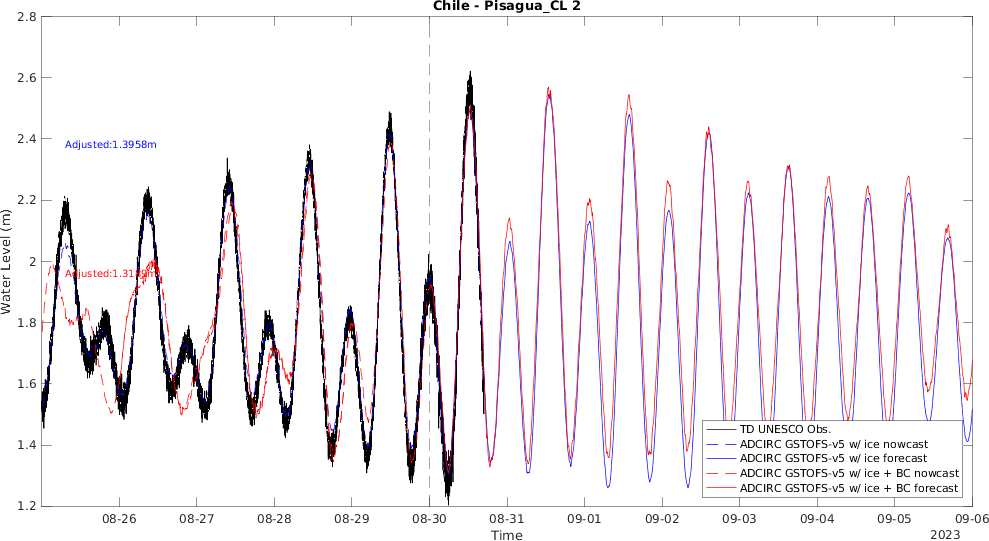 Chile - Pisagua_CL 2
2.8
2.6
2.4
2.2
2
1.8
1.6
1.4
1.2
Water Level (m)
Adjusted:1.3958m
08-26
08-27
08-28
08-29
08-30
08-31
09-01
09-02
09-03
09-04
09-05
09-06
2023
Time
TD UNESCO Obs.
ADCIRC GSTOFS-v5 w/ ice nowcast
ADCIRC GSTOFS-v5 w/ ice forecast
ADCIRC GSTOFS-v5 w/ ice + BC nowcast
ADCIRC GSTOFS-v5 w/ ice + BC forecast